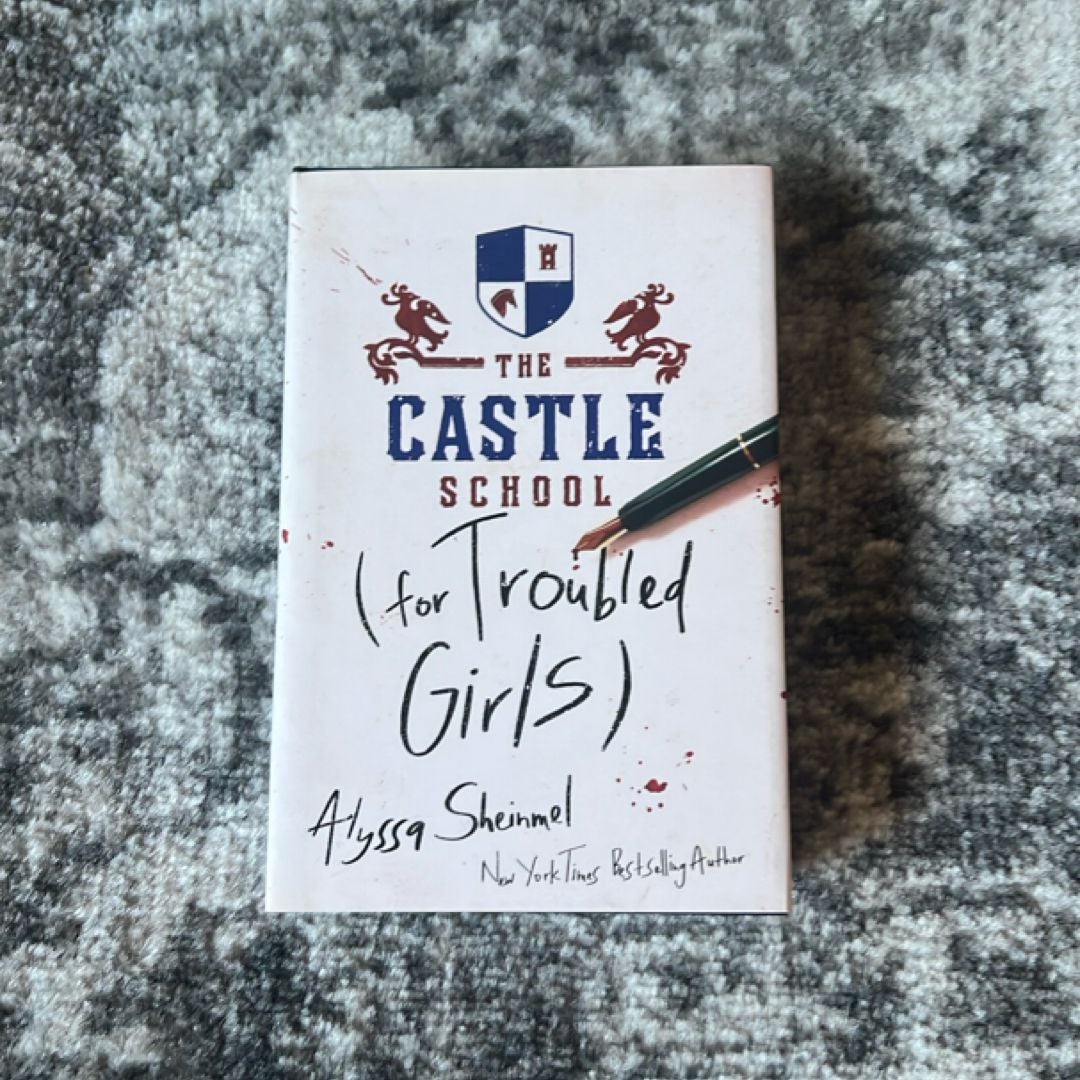 THE
CASTLE
SCHOOL
(for Troubled
Girls)
Alyssa Sheinmel
New York Times Bestselling Author